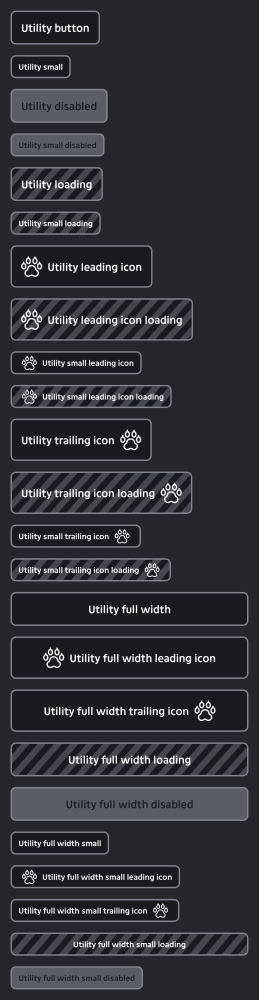 Utility button
Utility small
Utility disabled
Utility small disabled
Utility loading
Utility small loading
Utility leading icon
Utility leading icon loading
Utility small leading icon
Utility small leading icon loading
Utility trailing icon
Utility trailing icon loading
Utility small trailing icon
Utility small trailing icon loading
Utility full width
Utility full width leading icon
Utility full width trailing icon
Utility full width loading
Utility full width disabled
Utility full width small
Utility full width small leading icon
Utility full width small trailing icon
Utility full width small loading
Utility full width small disabled